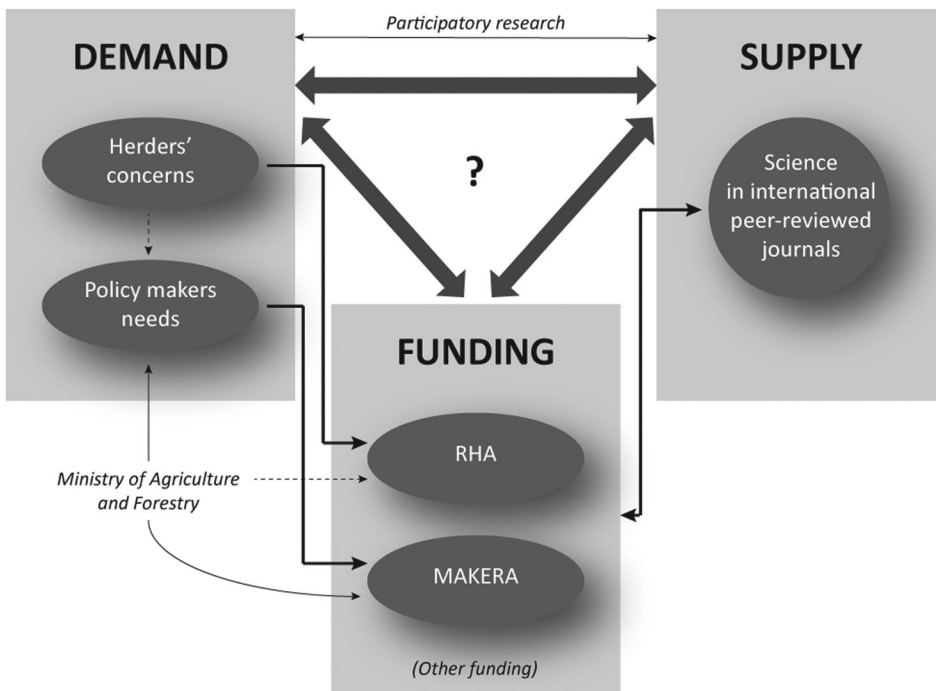 Participatory research
DEMAND
SUPPLY
Herders'
concerns
?
Science
in international
peer-reviewed
journals
Policy makers
needs
FUNDING
RHA
Ministry of Agriculture
and Forestry
MAKERA
(Other funding)